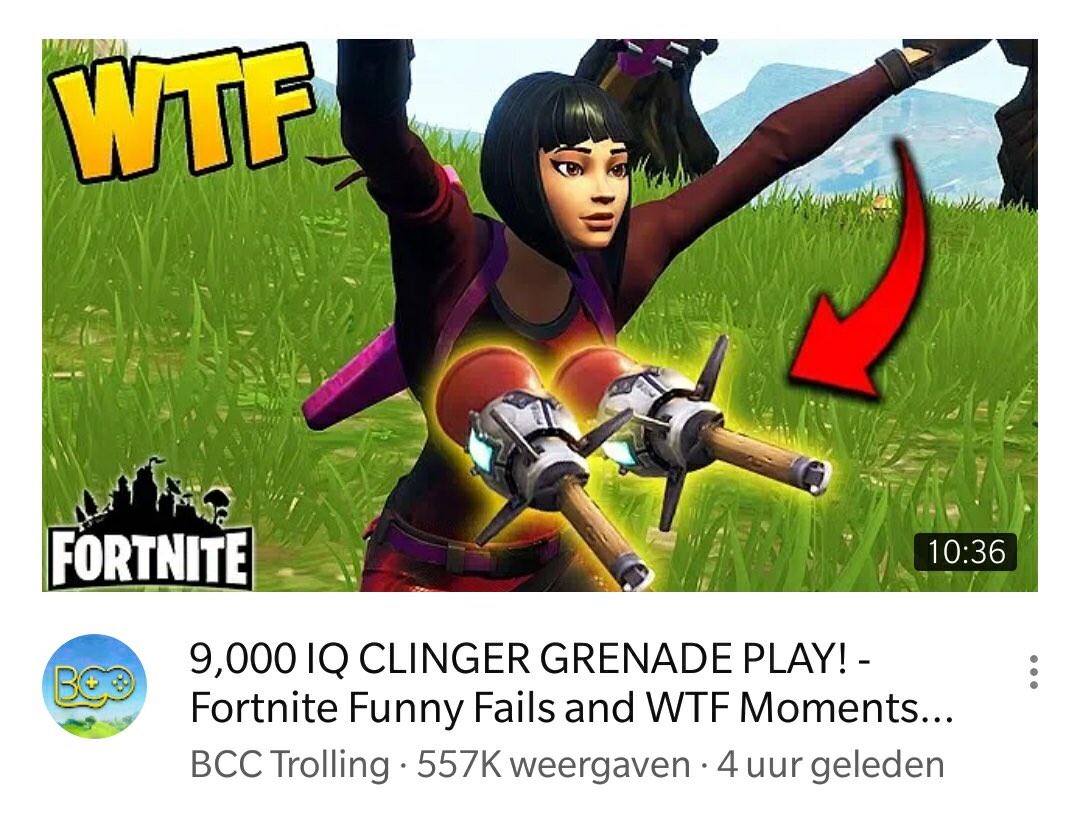 WTF
FORTNITE
10:36
BCC
9,000 IQ CLINGER GRENADE PLAY! -
Fortnite Funny Fails and WTF Moments...
BCC Trolling · 557K weergaven · 4 uur geleden